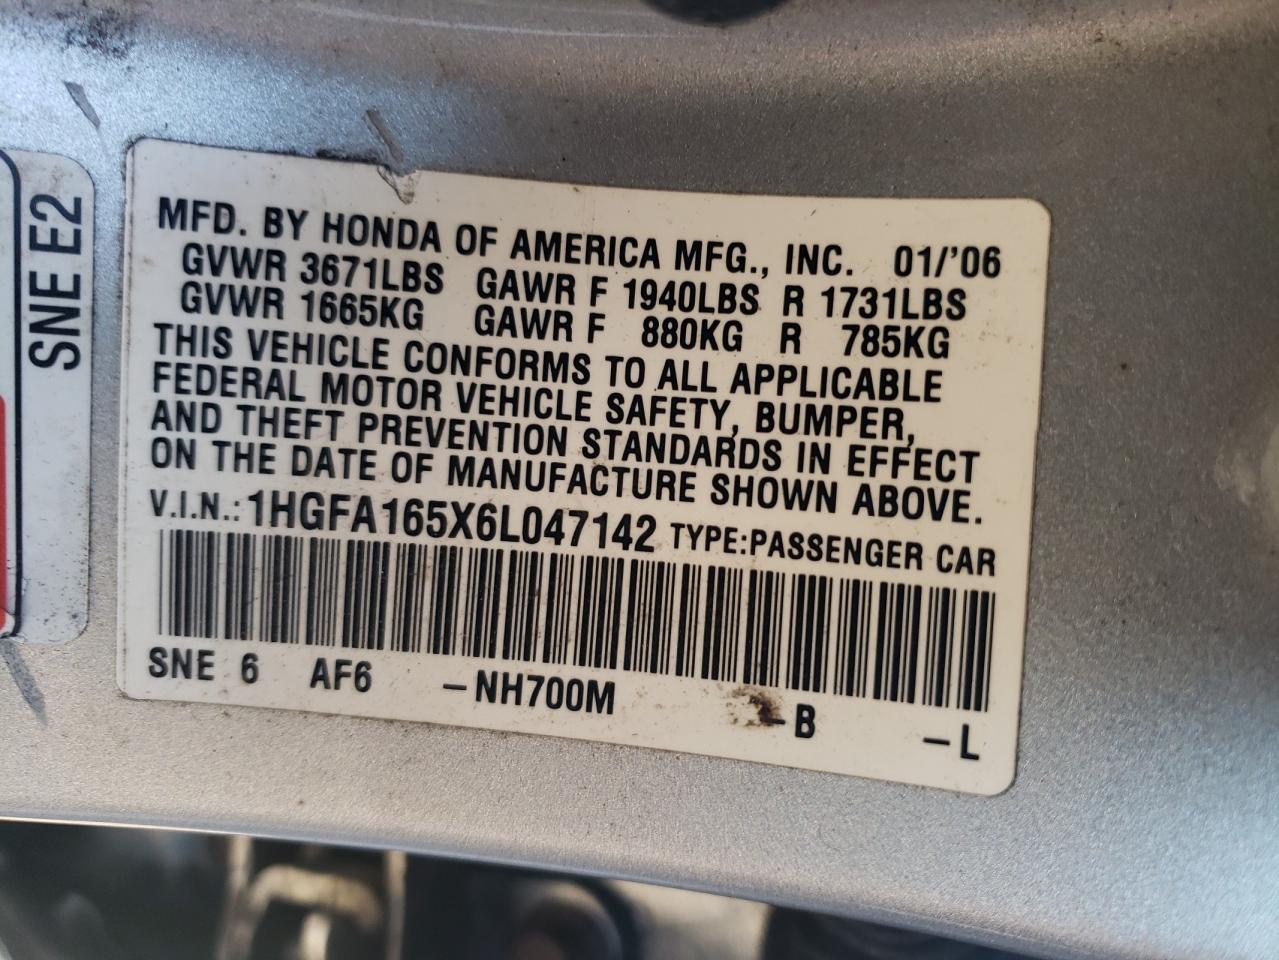 SNE E2
MFD. BY HONDA OF AMERICA MFG., INC. 01/'06
GVWR 3671LBS GAWR F 1940LBS R 1731LBS
GVWR 1665KG GAWR F 880KG R 785KG
THIS VEHICLE CONFORMS TO ALL APPLICABLE
FEDERAL MOTOR VEHICLE SAFETY, BUMPER,
AND THEFT PREVENTION STANDARDS IN EFFECT
ON THE DATE OF MANUFACTURE SHOWN ABOVE.
V.I.N.: 1HGFA165X6L047142 TYPE:PASSENGER CAR
SNE 6 AF6 -NH700M -B -L